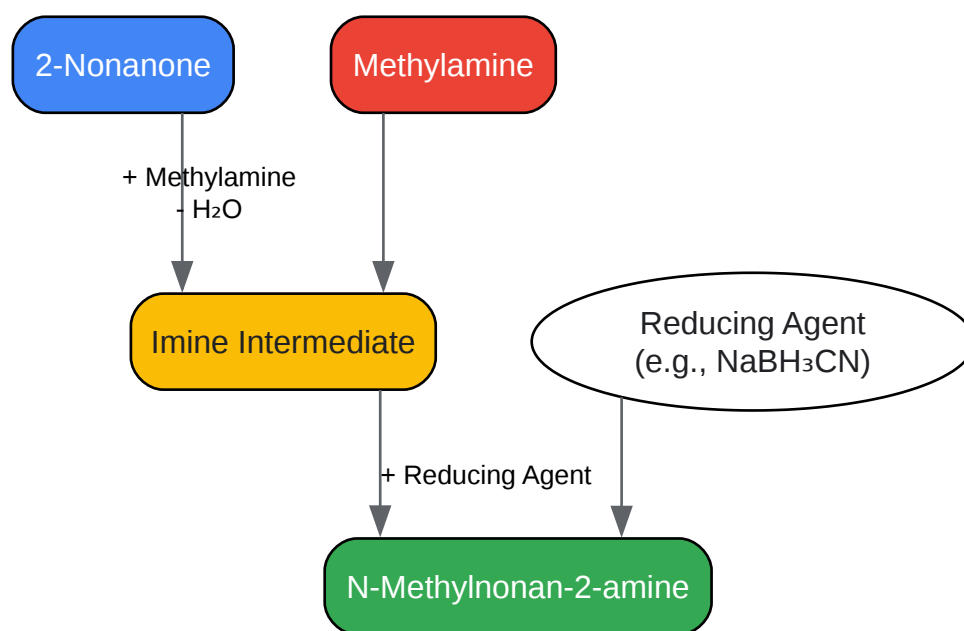 2-Nonanone
Methylamine
+ Methylamine
- H₂O
Imine Intermediate
Reducing Agent
(e.g., NaBH₃CN)
+ Reducing Agent
N-Methylnonan-2-amine